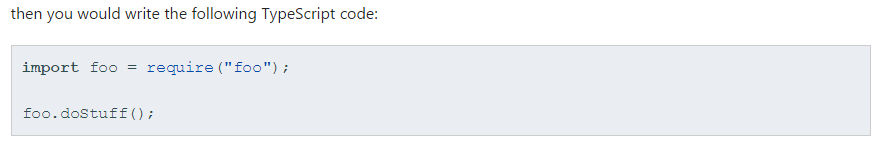 then you would write the following TypeScript code:
import foo = require("foo");
foo.doStuff();